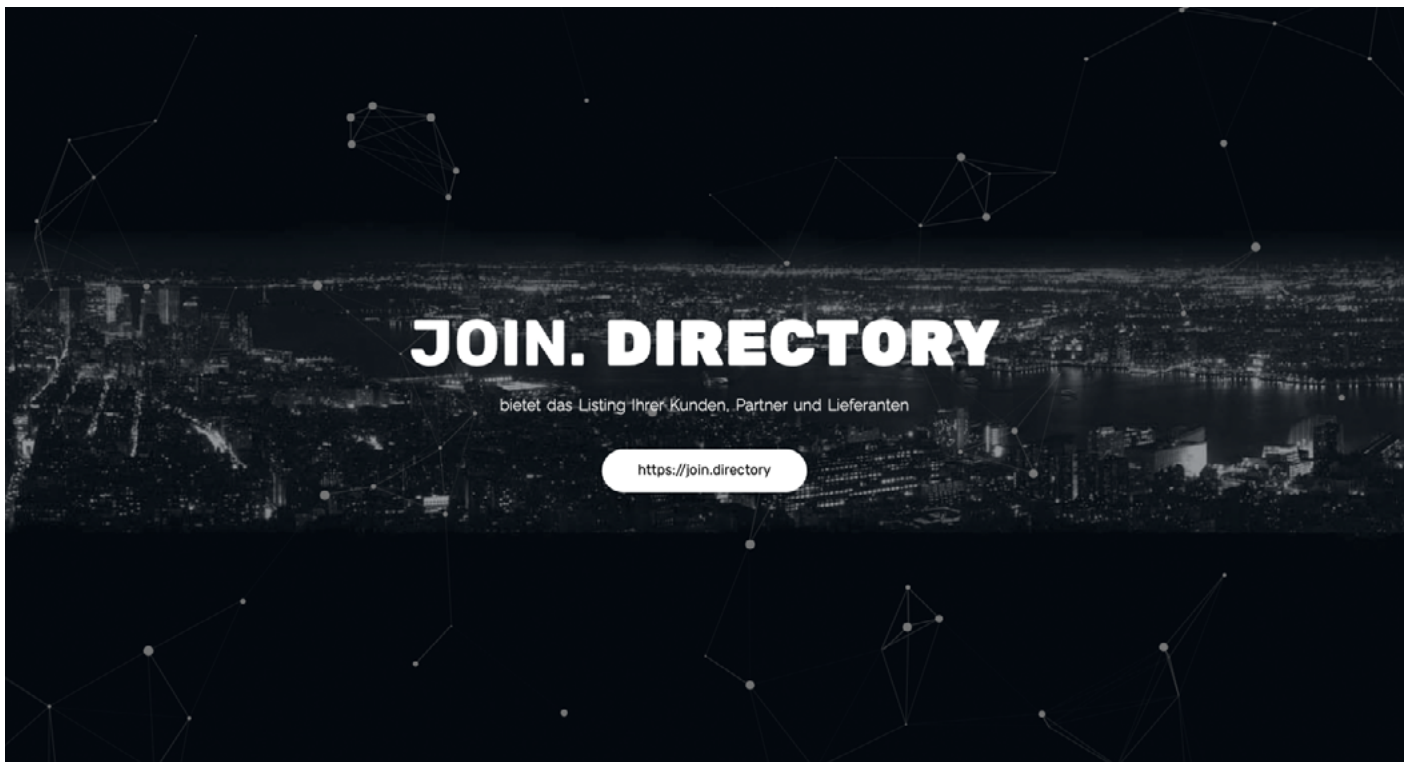 JOIN. DIRECTORY
bietet das Listing Ihrer Kunden, Partner und Lieferanten
https://join.directory